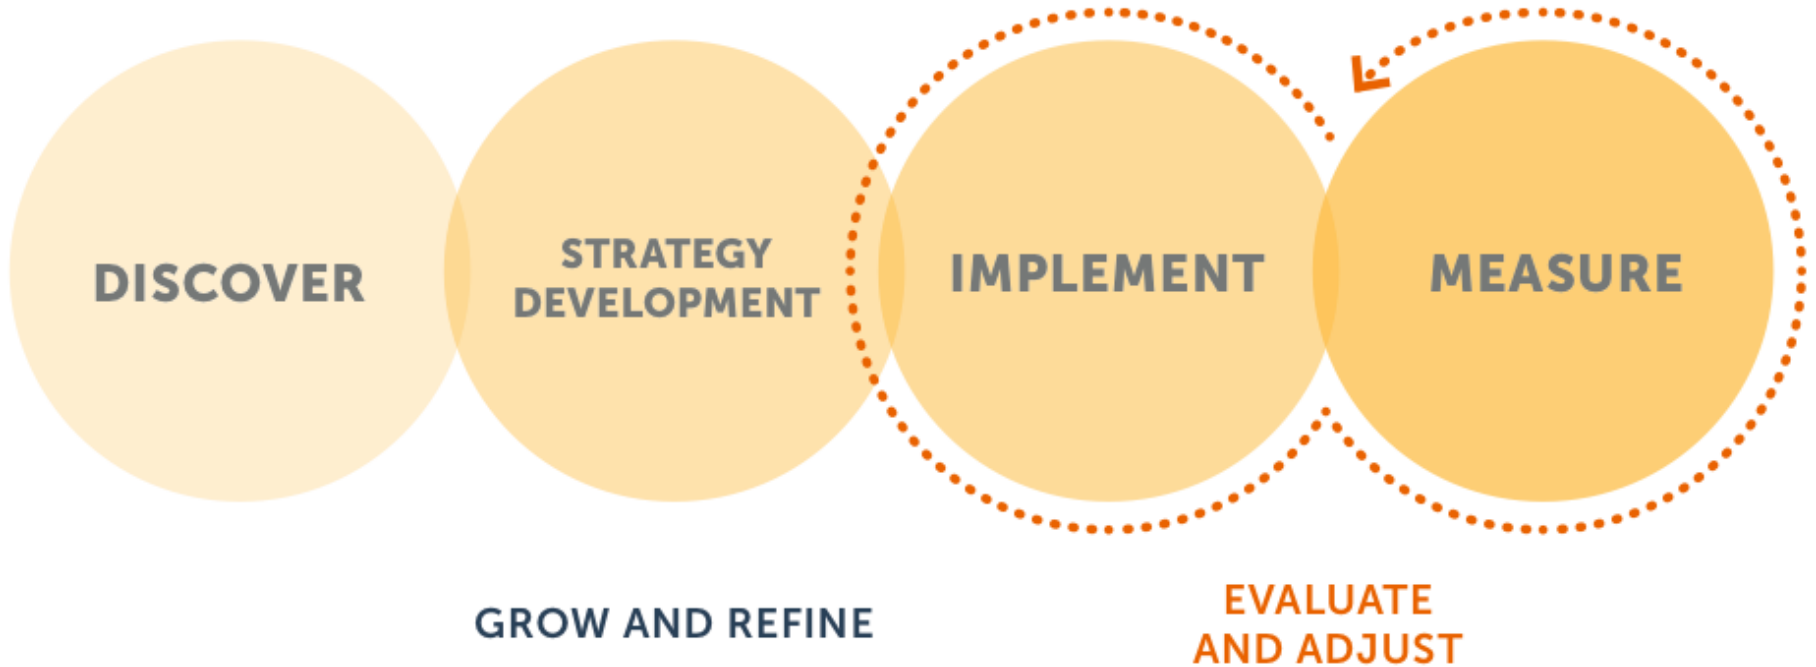 DISCOVER
STRATEGY
DEVELOPMENT
IMPLEMENT
MEASURE
GROW AND REFINE
EVALUATE
AND ADJUST